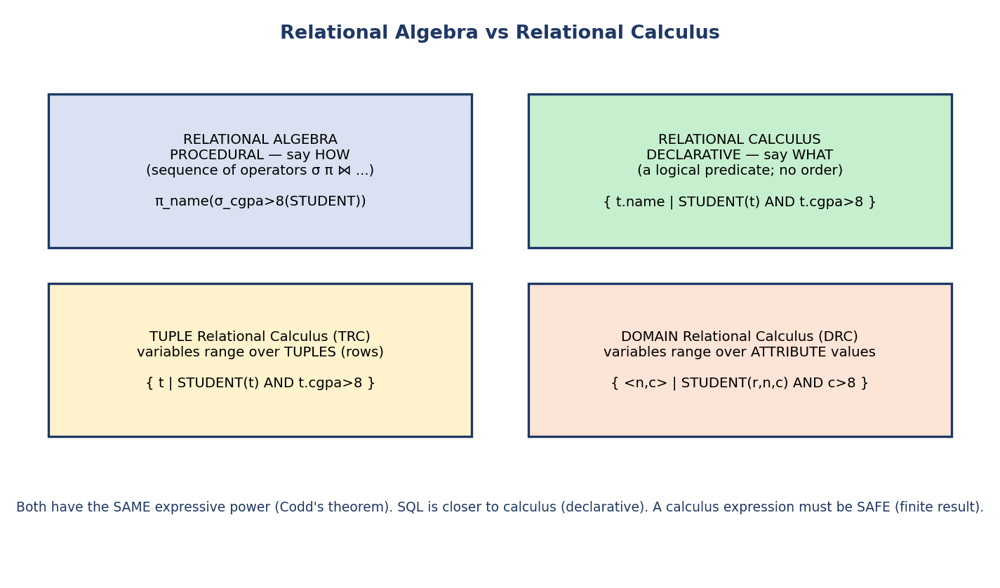 Relational Algebra vs Relational Calculus
RELATIONAL ALGEBRA
PROCEDURAL — say HOW
(sequence of operators σ π ⋈ ...)
π_name(σ_cgpa>8(STUDENT))
RELATIONAL CALCULUS
DECLARATIVE — say WHAT
(a logical predicate; no order)
{ t.name | STUDENT(t) AND t.cgpa>8 }
TUPLE Relational Calculus (TRC)
variables range over TUPLES (rows)
{ t | STUDENT(t) AND t.cgpa>8 }
DOMAIN Relational Calculus (DRC)
variables range over ATTRIBUTE values
{ <n,c> | STUDENT(r,n,c) AND c>8 }
Both have the SAME expressive power (Codd's theorem). SQL is closer to calculus (declarative). A calculus expression must be SAFE (finite result).